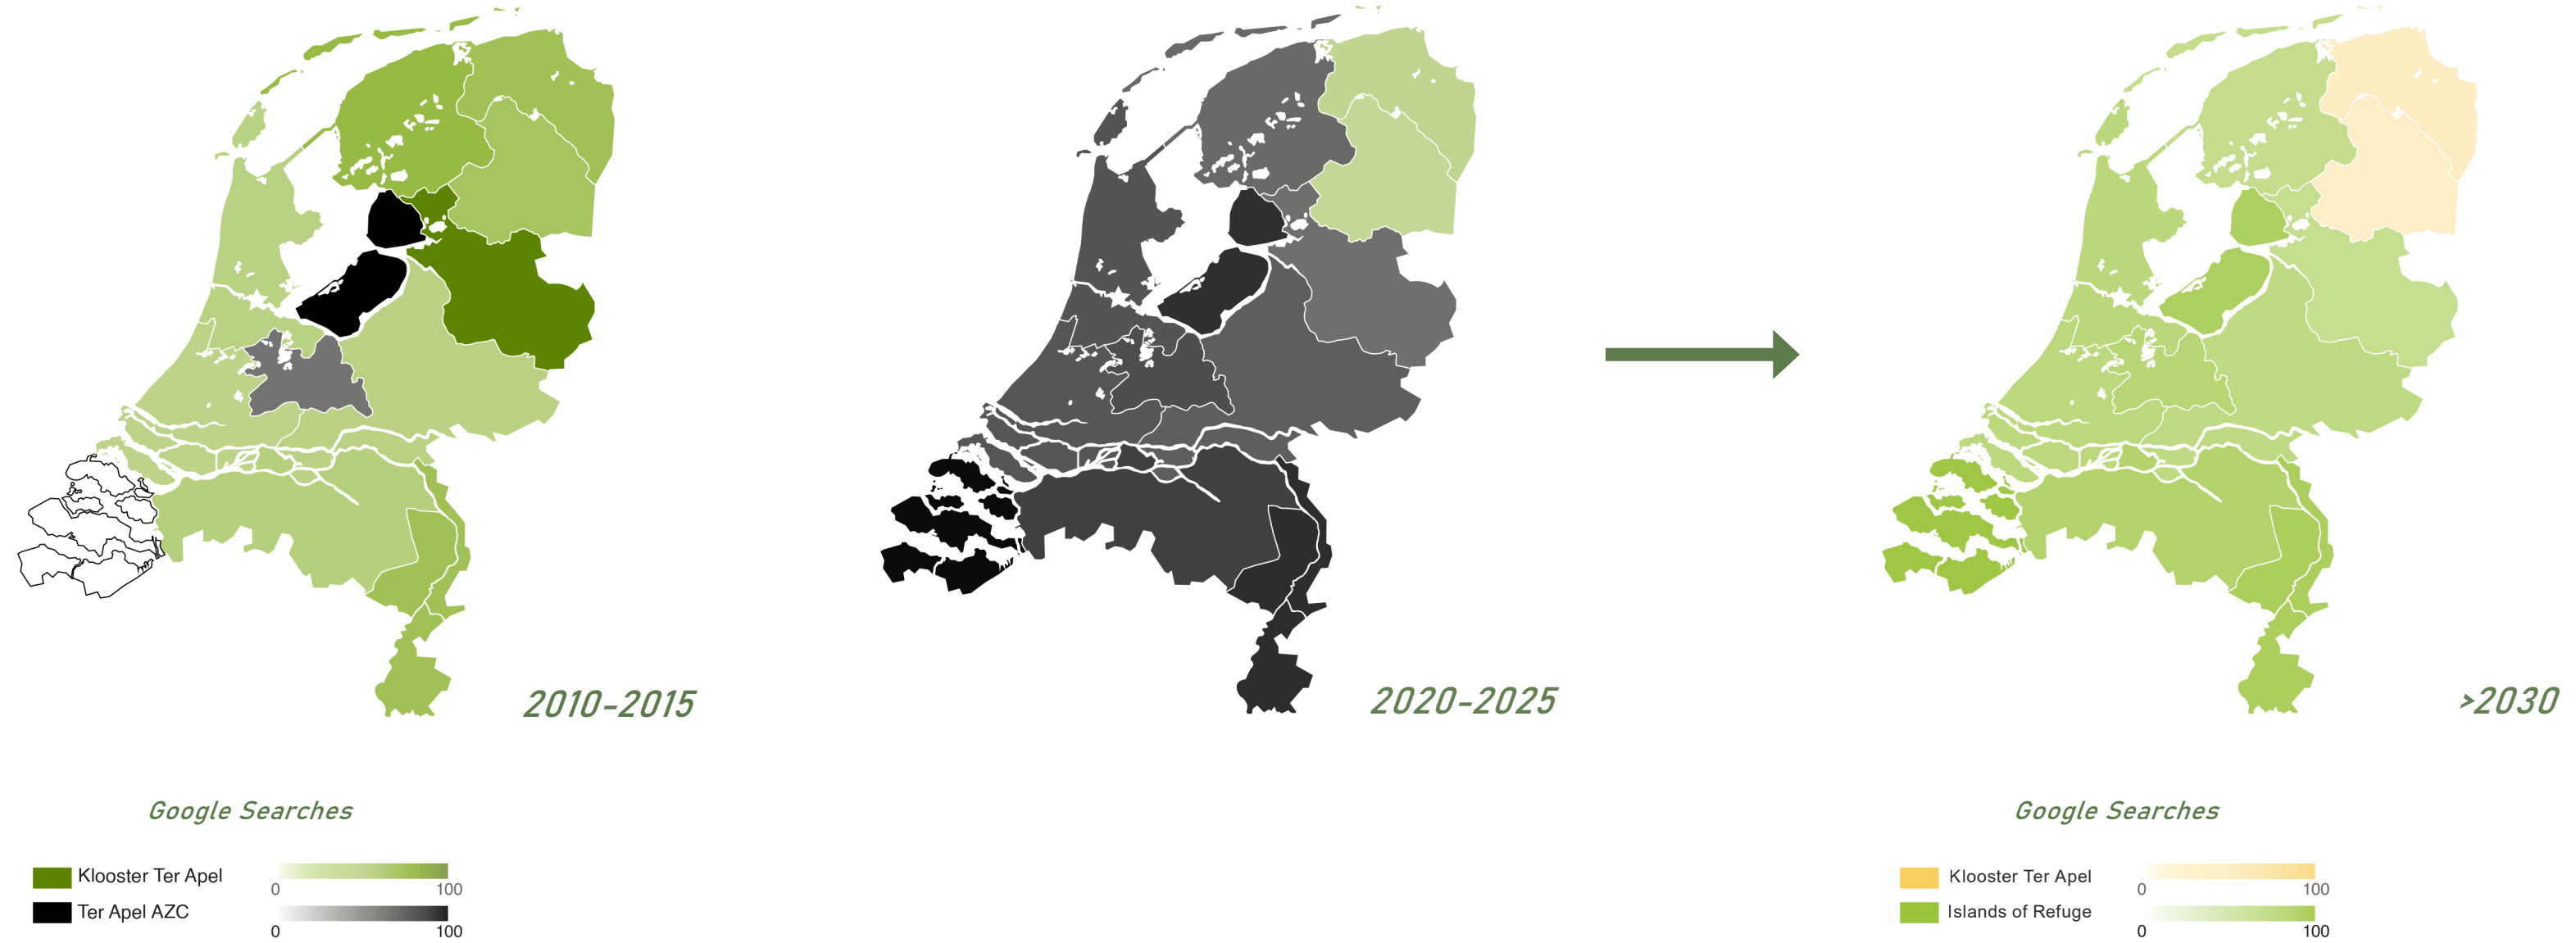 2010-2015
2020-2025
>2030
Google Searches
Klooster Ter Apel
0
100
Ter Apel AZC
0
100
Google Searches
Klooster Ter Apel
0
100
Islands of Refuge
0
100